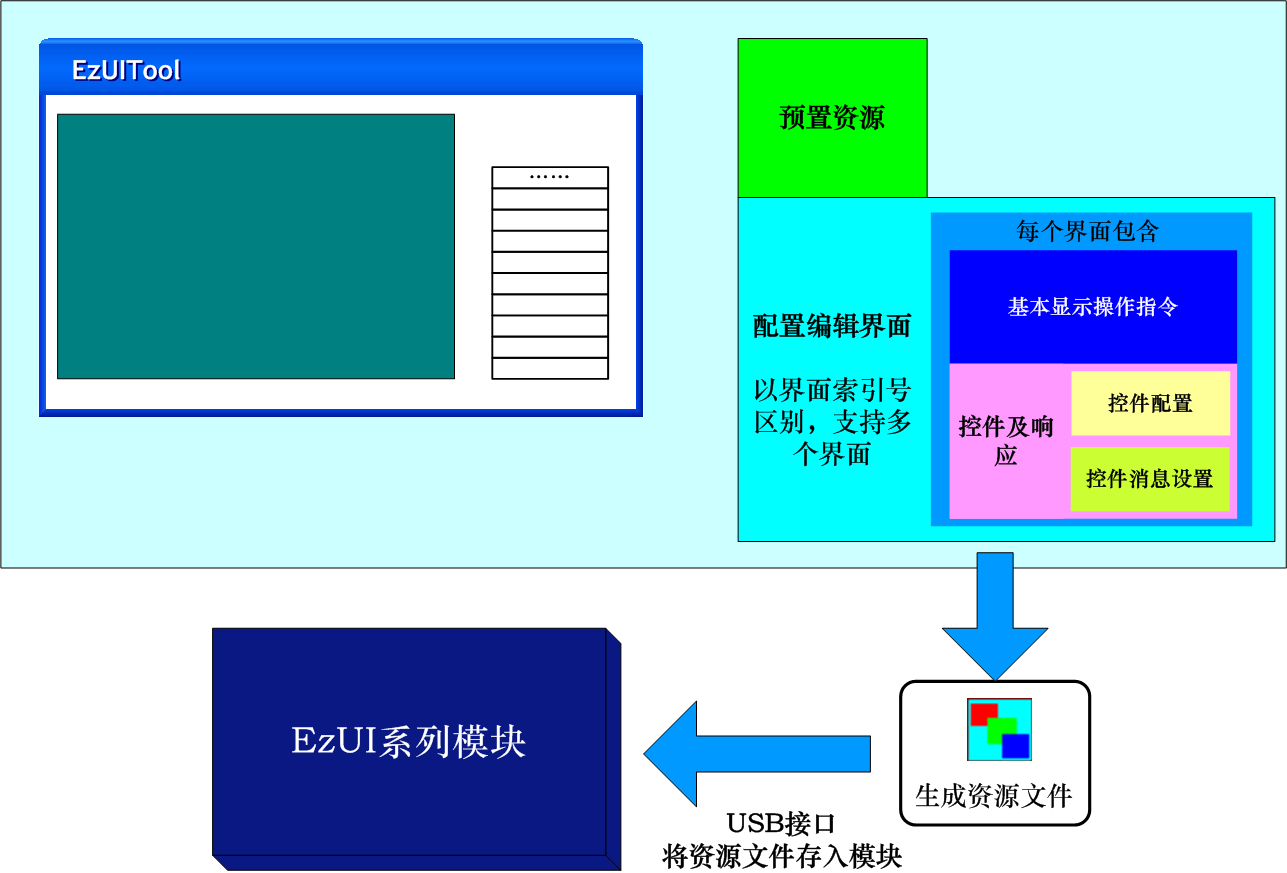 EzUITool
……
预置资源
每个界面包含
基本显示操作指令
配置编辑界面
以界面索引号
区别，支持多
个界面
控件及响
应
控件配置
控件消息设置
EzUI系列模块
生成资源文件
USB接口
将资源文件存入模块